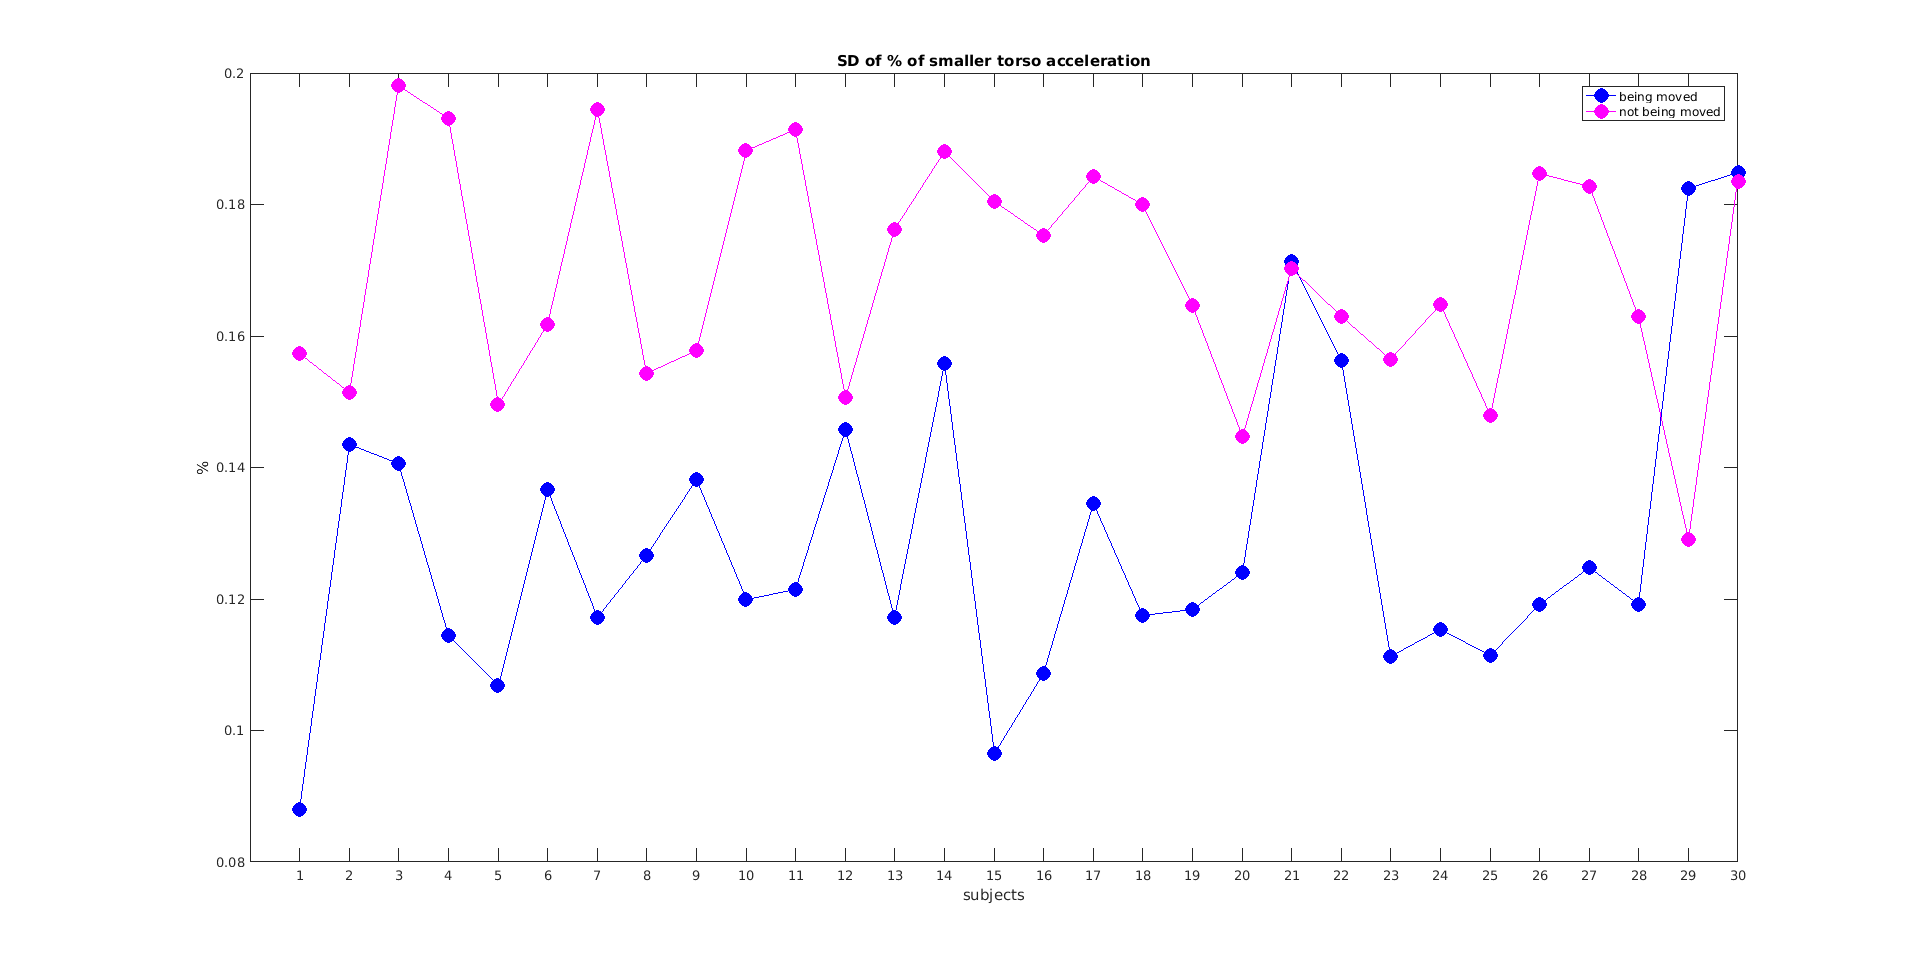 SD of % of smaller torso acceleration
0.2
0.18
0.16
0.14
0.12
0.1
0.08
%
being moved
not being moved
1 2 3 4 5 6 7 8 9 10 11 12 13 14 15 16 17 18 19 20 21 22 23 24 25 26 27 28 29 30
subjects